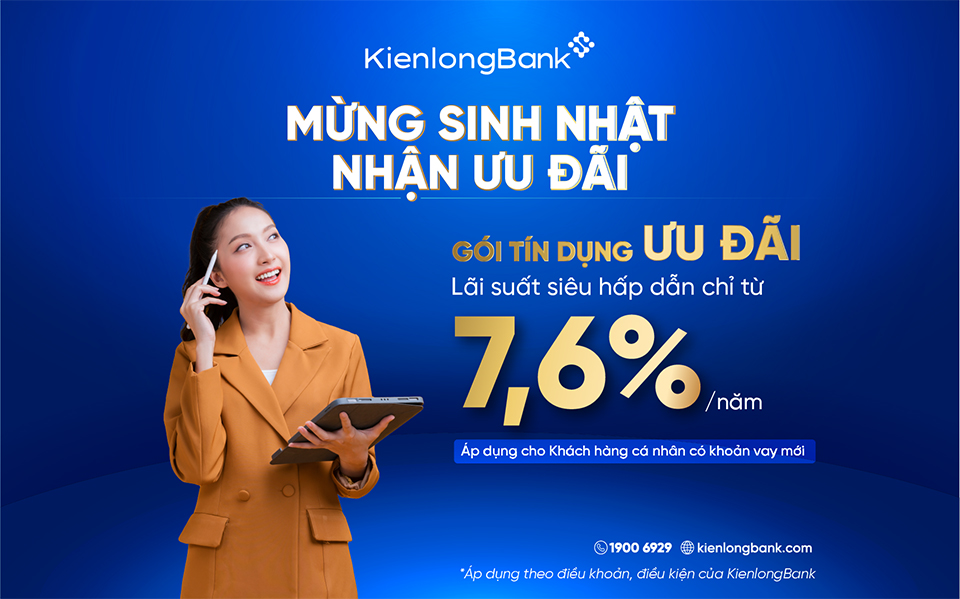 KienlongBank
MỪNG SINH NHẬT
NHẬN ƯU ĐÃI
GÓI TÍN DỤNG ƯU ĐÃI
Lãi suất siêu hấp dẫn chỉ từ
7,6%/năm
Áp dụng cho Khách hàng cá nhân có khoản vay mới
1900 6929 kienlongbank.com
*Áp dụng theo điều khoản, điều kiện của KienlongBank